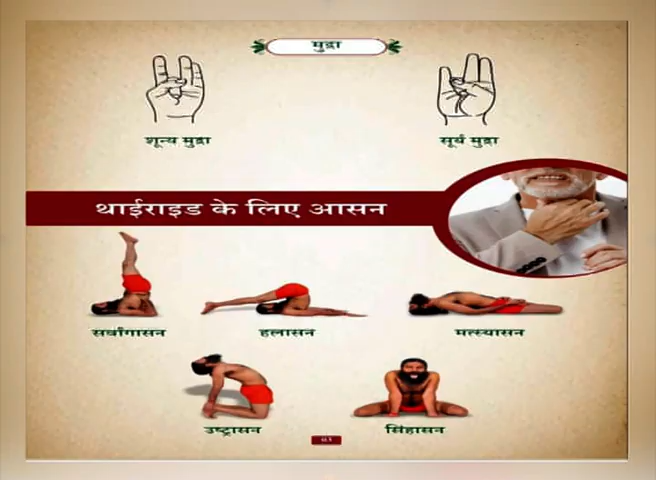 मुद्रा
शून्य मुद्रा
सूर्य मुद्रा
थाईराइड के लिए आसन
सर्वांगासन
हलासन
मत्स्यासन
उष्ट्रासन
सिंहासन